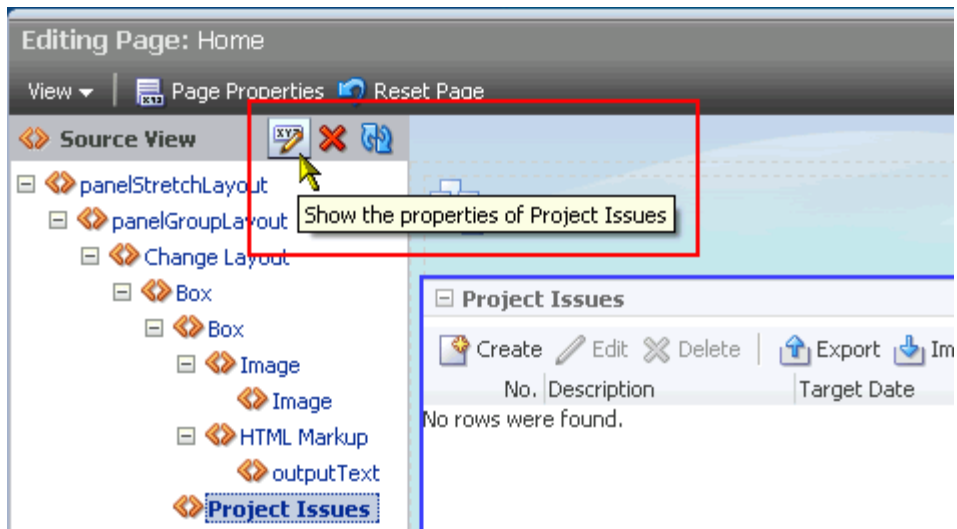 Editing Page: Home
View Page Properties Reset Page
Source View
Show the properties of Project Issues
panelStretchLayout
panelGroupLayout
Change Layout
Box
Box
Image
Image
HTML Markup
outputText
Project Issues
Project Issues
Create Edit Delete Export Im
No. Description Target Date
No rows were found.